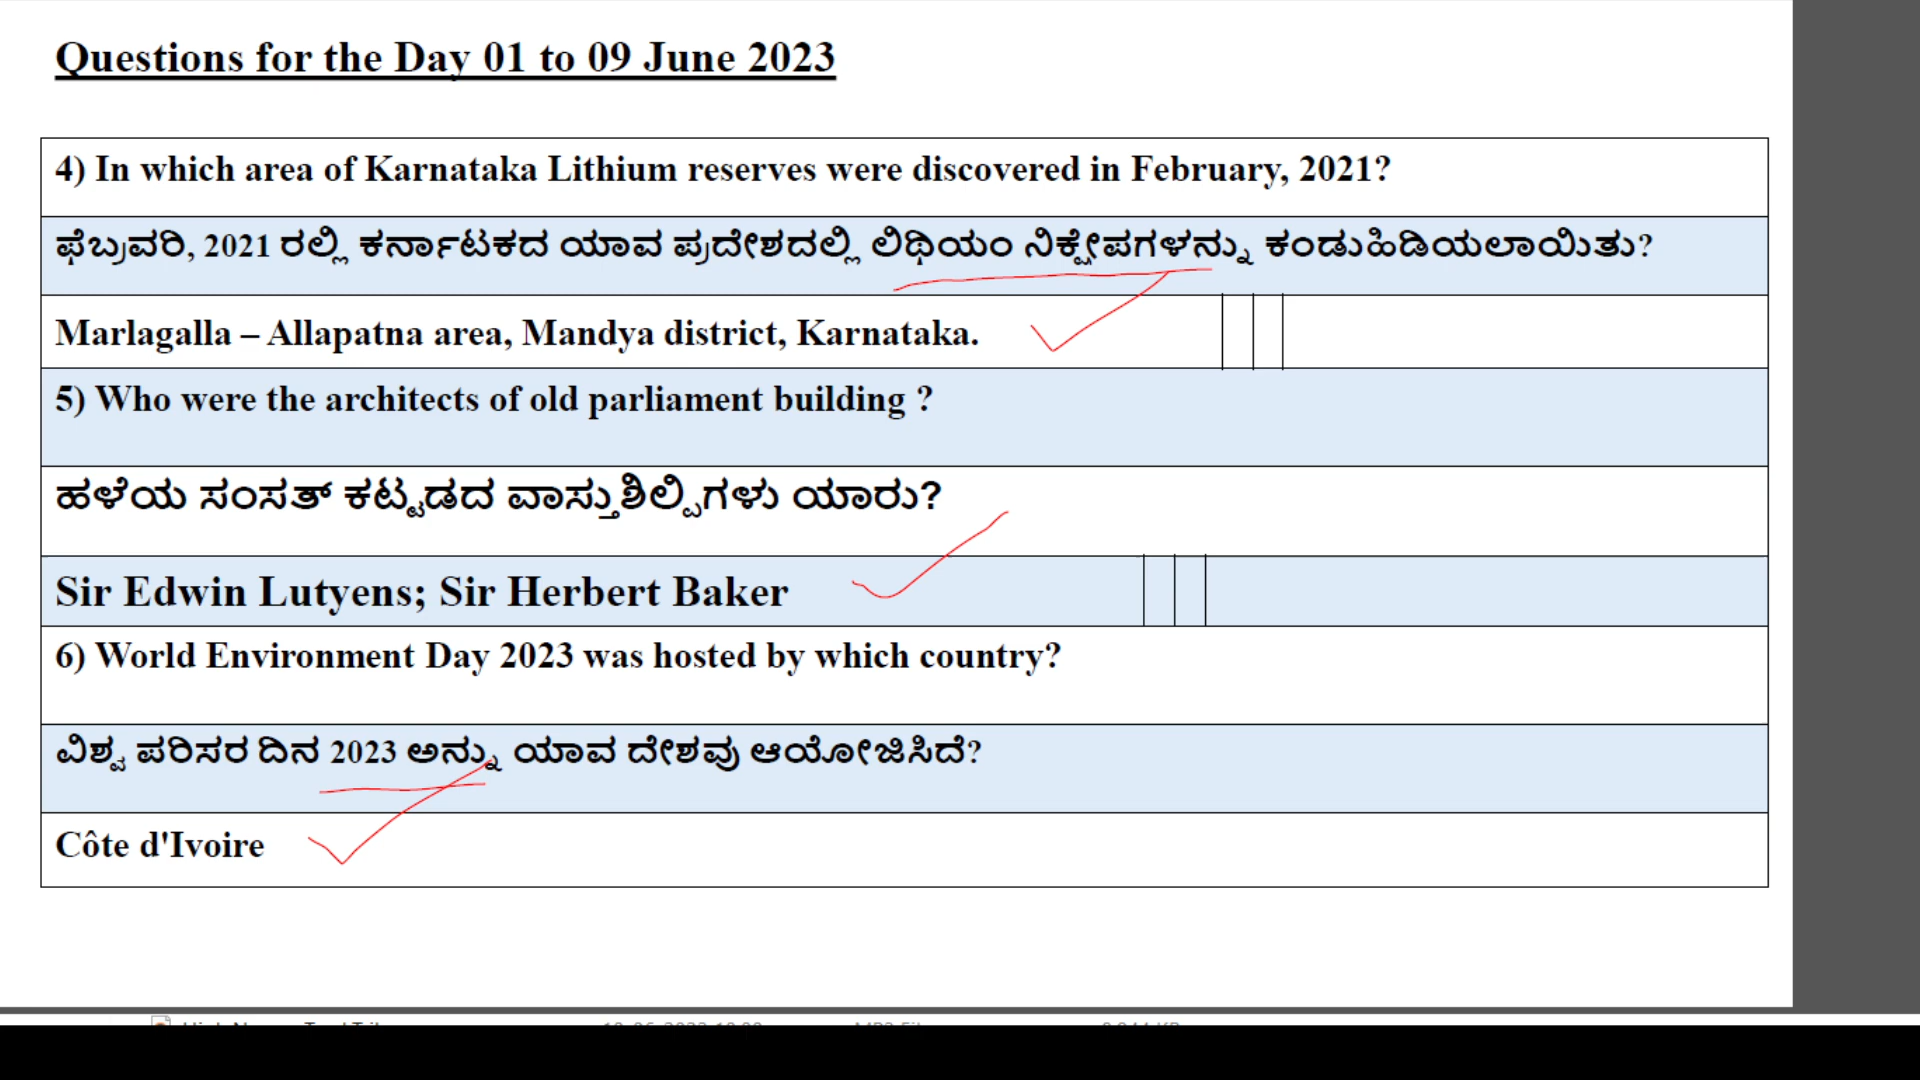 Questions for the Day 01 to 09 June 2023
4) In which area of Karnataka Lithium reserves were discovered in February, 2021?
ಫೆಬ್ರುವರಿ, 2021 ರಲ್ಲಿ ಕರ್ನಾಟಕದ ಯಾವ ಪ್ರದೇಶದಲ್ಲಿ ಲಿಥಿಯಂ ನಿಕ್ಷೇಪಗಳನ್ನು ಕಂಡುಹಿಡಿಯಲಾಯಿತು?
Marlagalla – Allapatna area, Mandya district, Karnataka.
5) Who were the architects of old parliament building ?
ಹಳೆಯ ಸಂಸತ್ ಕಟ್ಟಡದ ವಾಸ್ತುಶಿಲ್ಪಿಗಳು ಯಾರು?
Sir Edwin Lutyens; Sir Herbert Baker
6) World Environment Day 2023 was hosted by which country?
ವಿಶ್ವ ಪರಿಸರ ದಿನ 2023 ಅನ್ನು ಯಾವ ದೇಶವು ಆಯೋಜಿಸಿದೆ?
Côte d'Ivoire